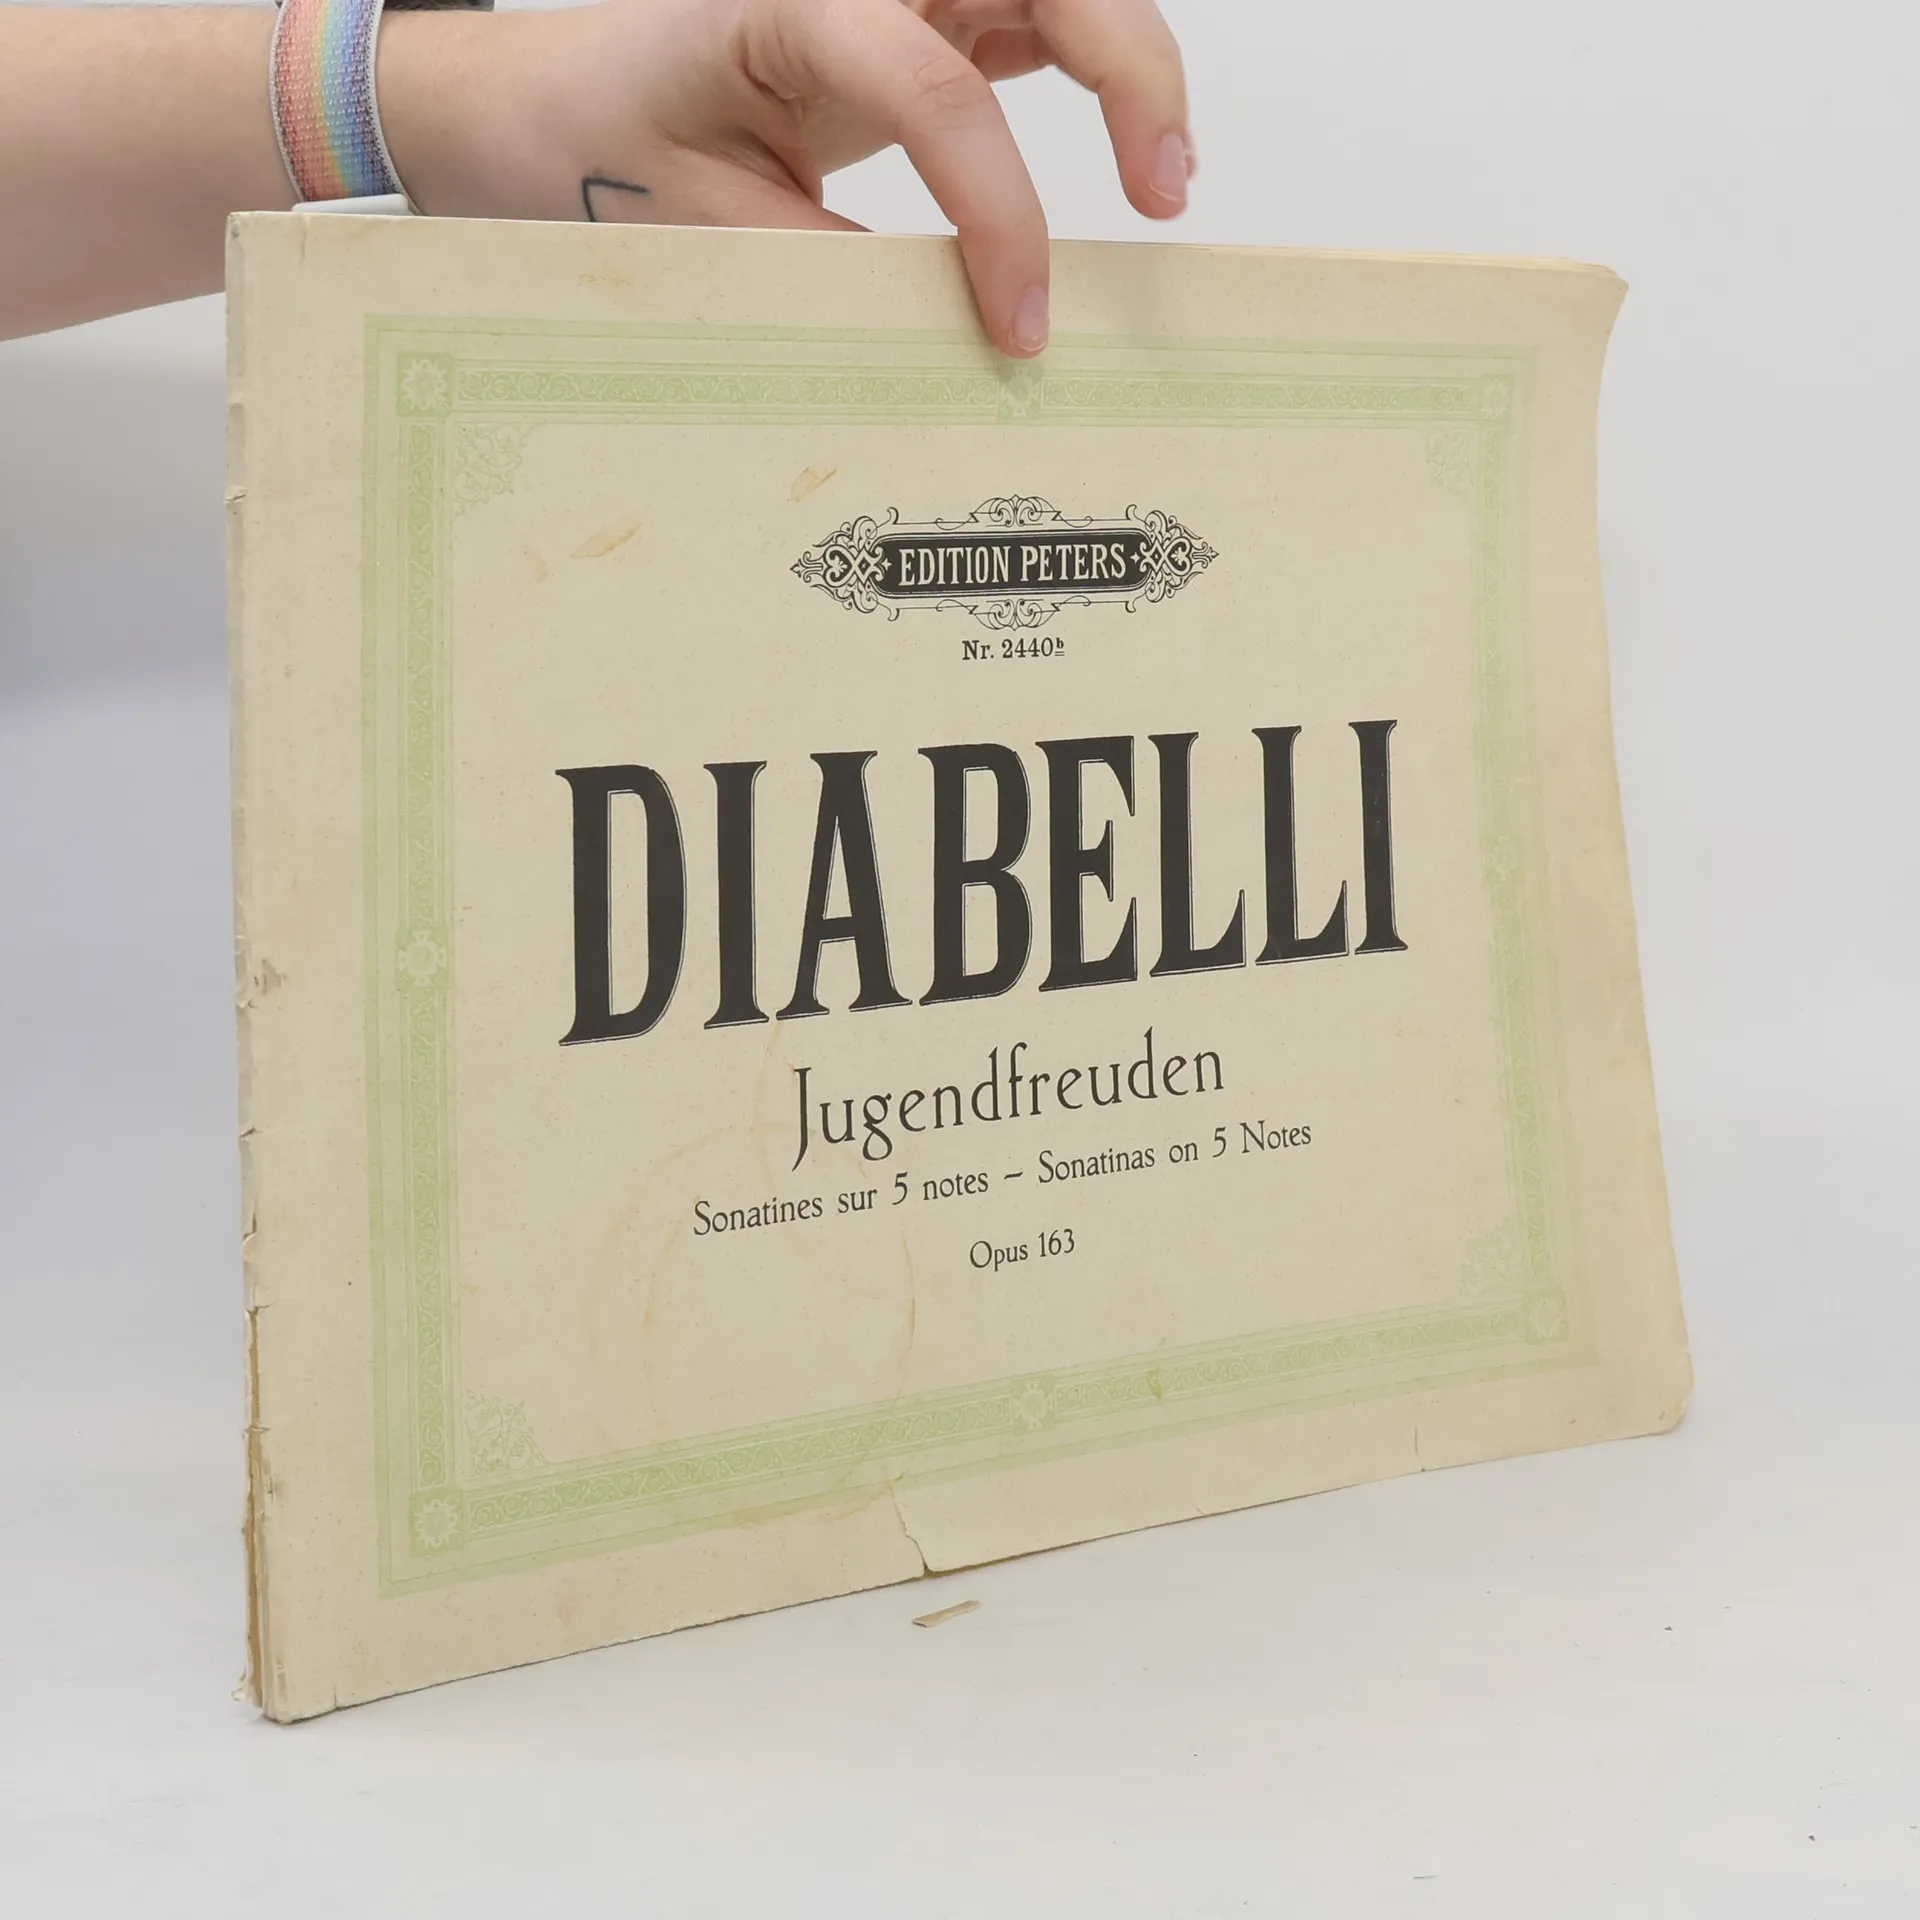 EDITION PETERS
Nr. 2440b
DIABELLI
Jugendfreuden
Sonatines sur 5 notes – Sonatinas on 5 Notes
Opus 163